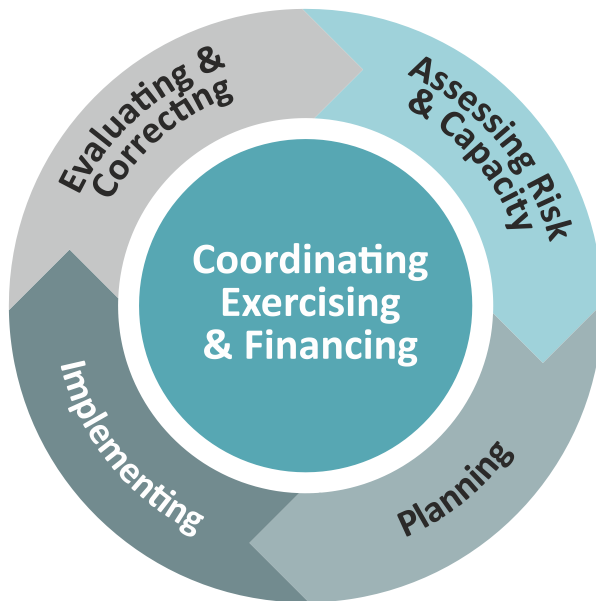 Evaluating &
Correcting
Assessing Risk
& Capacity
Coordinating
Exercising
& Financing
Implementing
Planning